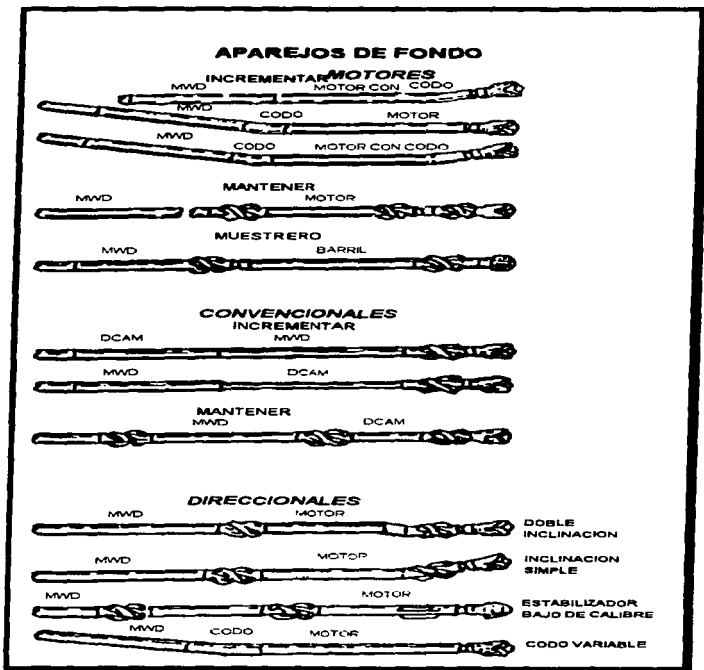 APAREJOS DE FONDO
INCREMENTAR MOTORES
MWD MOTOR CON CODO
MWD CODO MOTOR
MWD CODO MOTOR CON CODO
MANTENER
MWD MOTOR
MUESTRERO
MWD BARRIL
CONVENCIONALES
INCREMENTAR
DCAM MWD
MWD DCAM
MANTENER
MWD DCAM
DIRECCIONALES
MWD MOTOR
DOBLE
INCLINACION
MWD MOTOR
INCLINACION
SIMPLE
MWD MOTOR
ESTABILIZADOR
BAJO DE CALIBRE
MWD CODO MOTOR
CODO VARIABLE